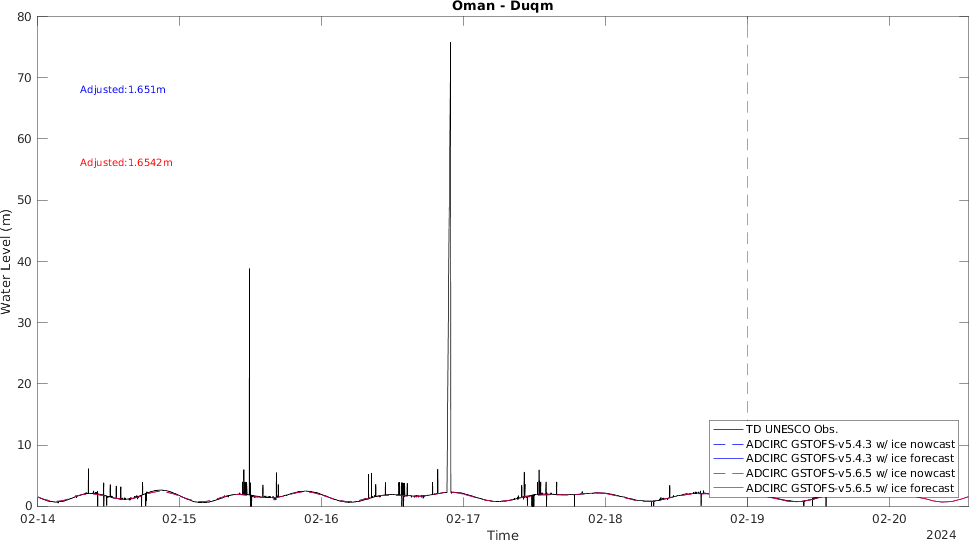 Oman - Duqm
80
70
60
50
40
30
20
10
0
Water Level (m)
Adjusted:1.651m
Adjusted:1.6542m
TD UNESCO Obs.
ADCIRC GSTOFS-v5.4.3 w/ ice nowcast
ADCIRC GSTOFS-v5.4.3 w/ ice forecast
ADCIRC GSTOFS-v5.6.5 w/ ice nowcast
ADCIRC GSTOFS-v5.6.5 w/ ice forecast
02-14 02-15 02-16 02-17 02-18 02-19 02-20
Time
2024